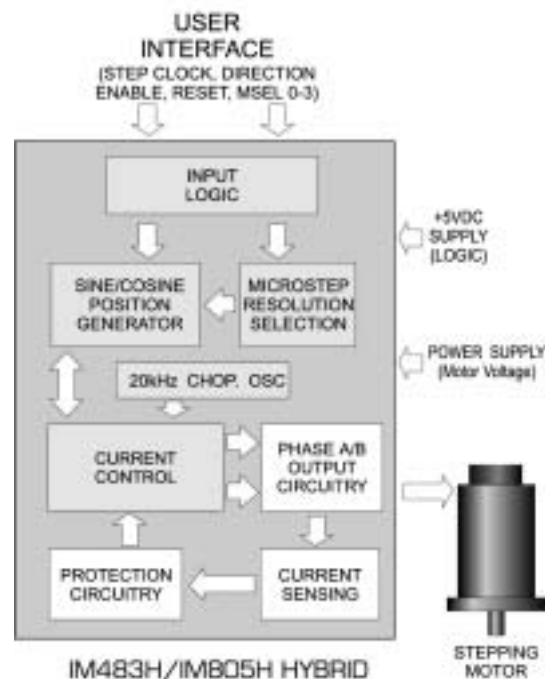 USER
INTERFACE
(STEP CLOCK, DIRECTION
ENABLE, RESET, MSEL 0-3)
INPUT
LOGIC
+5VDC
SUPPLY
(LOGIC)
SINE/COSINE
POSITION
GENERATOR
MICROSTEP
RESOLUTION
SELECTION
POWER SUPPLY
(Motor Voltage)
20kHz CHOP. OSC
CURRENT
CONTROL
PHASE A/B
OUTPUT
CIRCUITRY
PROTECTION
CIRCUITRY
CURRENT
SENSING
STEPPING
MOTOR
IM483H/IM805H HYBRID